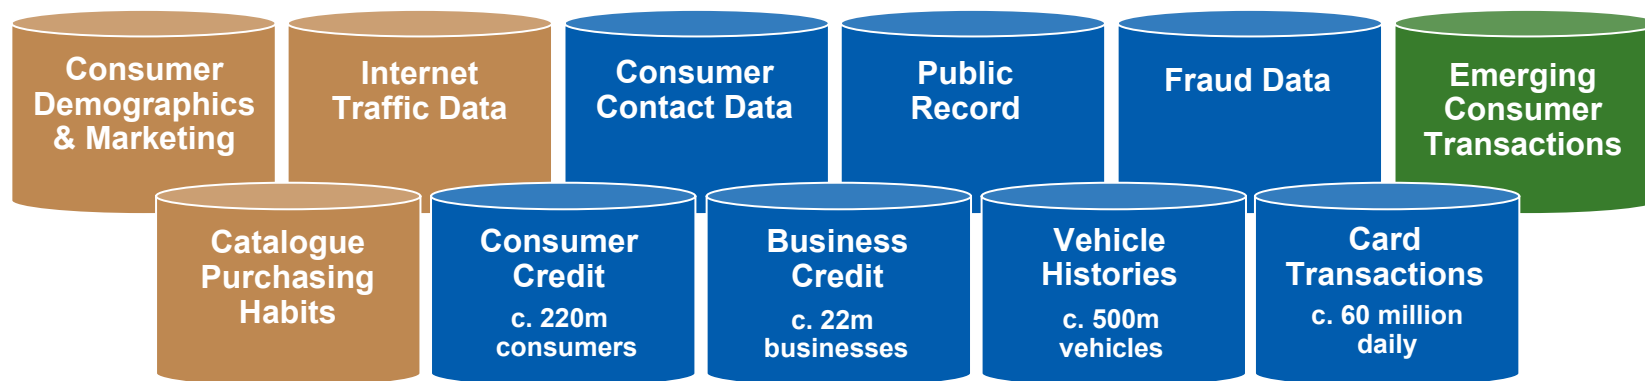 Consumer
Demographics
& Marketing
Internet
Traffic Data
Consumer
Contact Data
Public
Record
Fraud Data
Emerging
Consumer
Transactions
Catalogue
Purchasing
Habits
Consumer
Credit
c. 220m
consumers
Business
Credit
c. 22m
businesses
Vehicle
Histories
c. 500m
vehicles
Card
Transactions
c. 60 million
daily